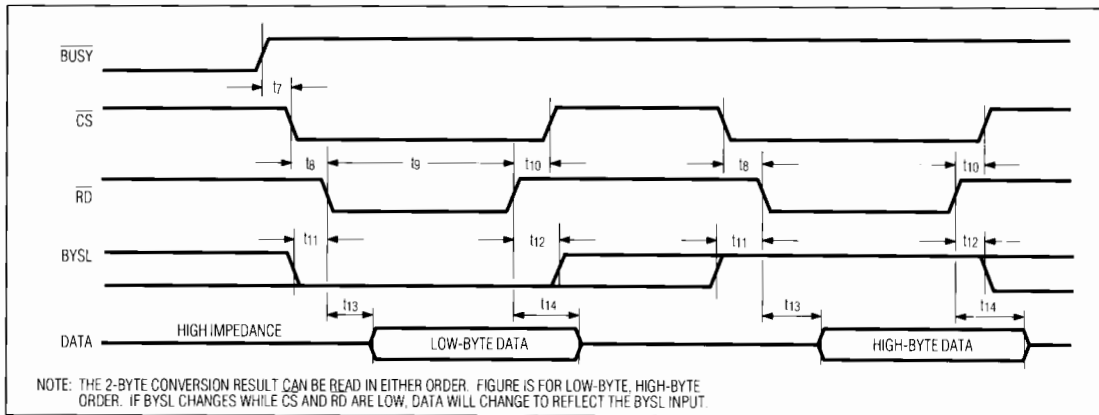 BUSY
t7
CS
t8 t9 t10 t8 t10
RD
t11 t12 t11 t12
BYSL
t13 t14 t13 t14
HIGH IMPEDANCE
DATA LOW-BYTE DATA HIGH-BYTE DATA
NOTE: THE 2-BYTE CONVERSION RESULT CAN BE READ IN EITHER ORDER. FIGURE IS FOR LOW-BYTE, HIGH-BYTE
ORDER. IF BYSL CHANGES WHILE CS AND RD ARE LOW, DATA WILL CHANGE TO REFLECT THE BYSL INPUT.